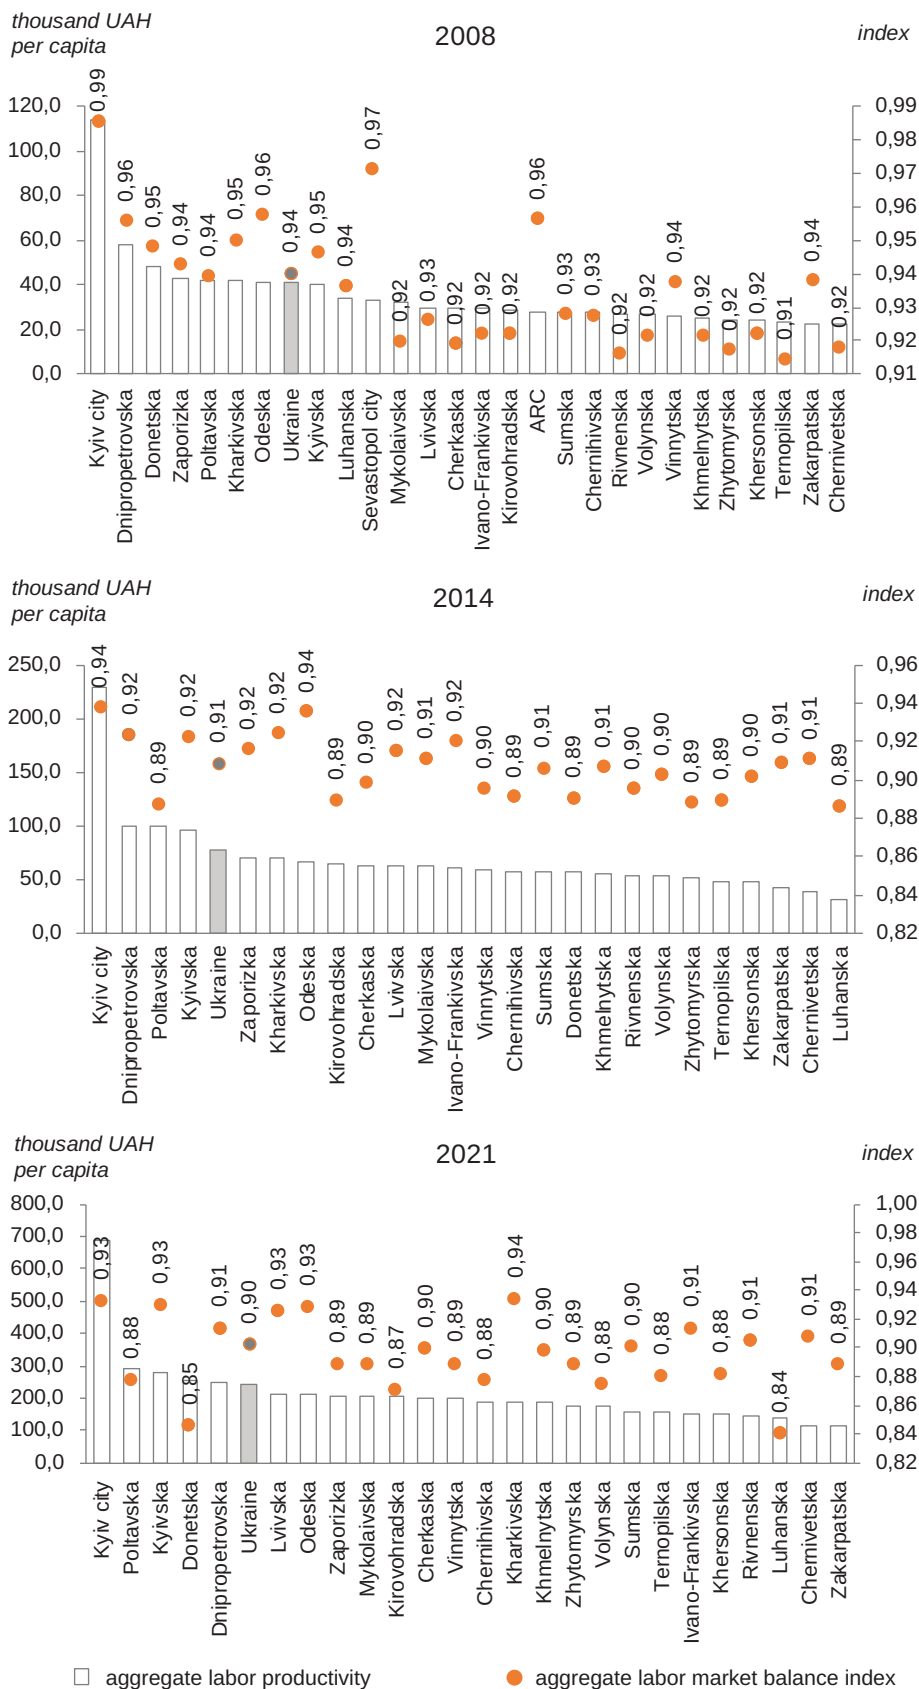 thousand UAH
per capita
2008
index
120,0
100,0
80,0
60,0
40,0
20,0
0,0
0,99
0,96
0,95
0,94
0,94
0,95
0,96
0,94
0,95
0,94
0,97
0,92
0,93
0,92
0,92
0,92
0,96
0,93
0,93
0,92
0,92
0,94
0,92
0,92
0,92
0,91
0,94
0,92
0,99
0,98
0,97
0,96
0,95
0,94
0,93
0,92
0,91
Kyiv city
Dnipropetrovska
Donetska
Zaporizka
Poltavska
Kharkivska
Odeska
Ukraine
Kyivska
Luhanska
Sevastopol city
Mykolaivska
Lvivska
Cherkaska
Ivano-Frankivska
Kirovohradska
ARC
Sumska
Chernihivska
Rivnenska
Volynska
Vinnytska
Khmelnytska
Zhytomyrska
Khersonska
Ternopilska
Zakarpatska
Chernivetska
thousand UAH
per capita
2014
index
250,0
200,0
150,0
100,0
50,0
0,0
0,94
0,92
0,89
0,92
0,91
0,92
0,92
0,94
0,89
0,90
0,92
0,91
0,92
0,90
0,89
0,91
0,89
0,91
0,90
0,90
0,89
0,89
0,90
0,91
0,91
0,89
0,96
0,94
0,92
0,90
0,88
0,86
0,84
0,82
Kyiv city
Dnipropetrovska
Poltavska
Kyivska
Ukraine
Zaporizka
Kharkivska
Odeska
Kirovohradska
Cherkaska
Lvivska
Mykolaivska
Ivano-Frankivska
Vinnytska
Chernihivska
Sumska
Donetska
Khmelnytska
Rivnenska
Volynska
Zhytomyrska
Ternopilska
Khersonska
Zakarpatska
Chernivetska
Luhanska
thousand UAH
per capita
2021
index
800,0
700,0
600,0
500,0
400,0
300,0
200,0
100,0
0,0
0,93
0,88
0,93
0,85
0,91
0,90
0,93
0,93
0,89
0,89
0,87
0,90
0,89
0,88
0,94
0,90
0,89
0,88
0,90
0,88
0,91
0,88
0,91
0,84
0,91
0,89
1,00
0,98
0,96
0,94
0,92
0,90
0,88
0,86
0,84
0,82
Kyiv city
Poltavska
Kyivska
Donetska
Dnipropetrovska
Ukraine
Lvivska
Odeska
Zaporizka
Mykolaivska
Kirovohradska
Cherkaska
Vinnytska
Chernihivska
Kharkivska
Khmelnytska
Zhytomyrska
Volynska
Sumska
Ternopilska
Ivano-Frankivska
Khersonska
Rivnenska
Luhanska
Chernivetska
Zakarpatska
aggregate labor productivity
aggregate labor market balance index